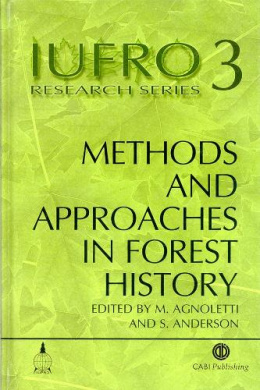 IUFRO 3
RESEARCH SERIES
METHODS
AND
APPROACHES
IN FOREST
HISTORY
EDITED BY M. AGNOLETTI
AND S. ANDERSON
CABI Publishing